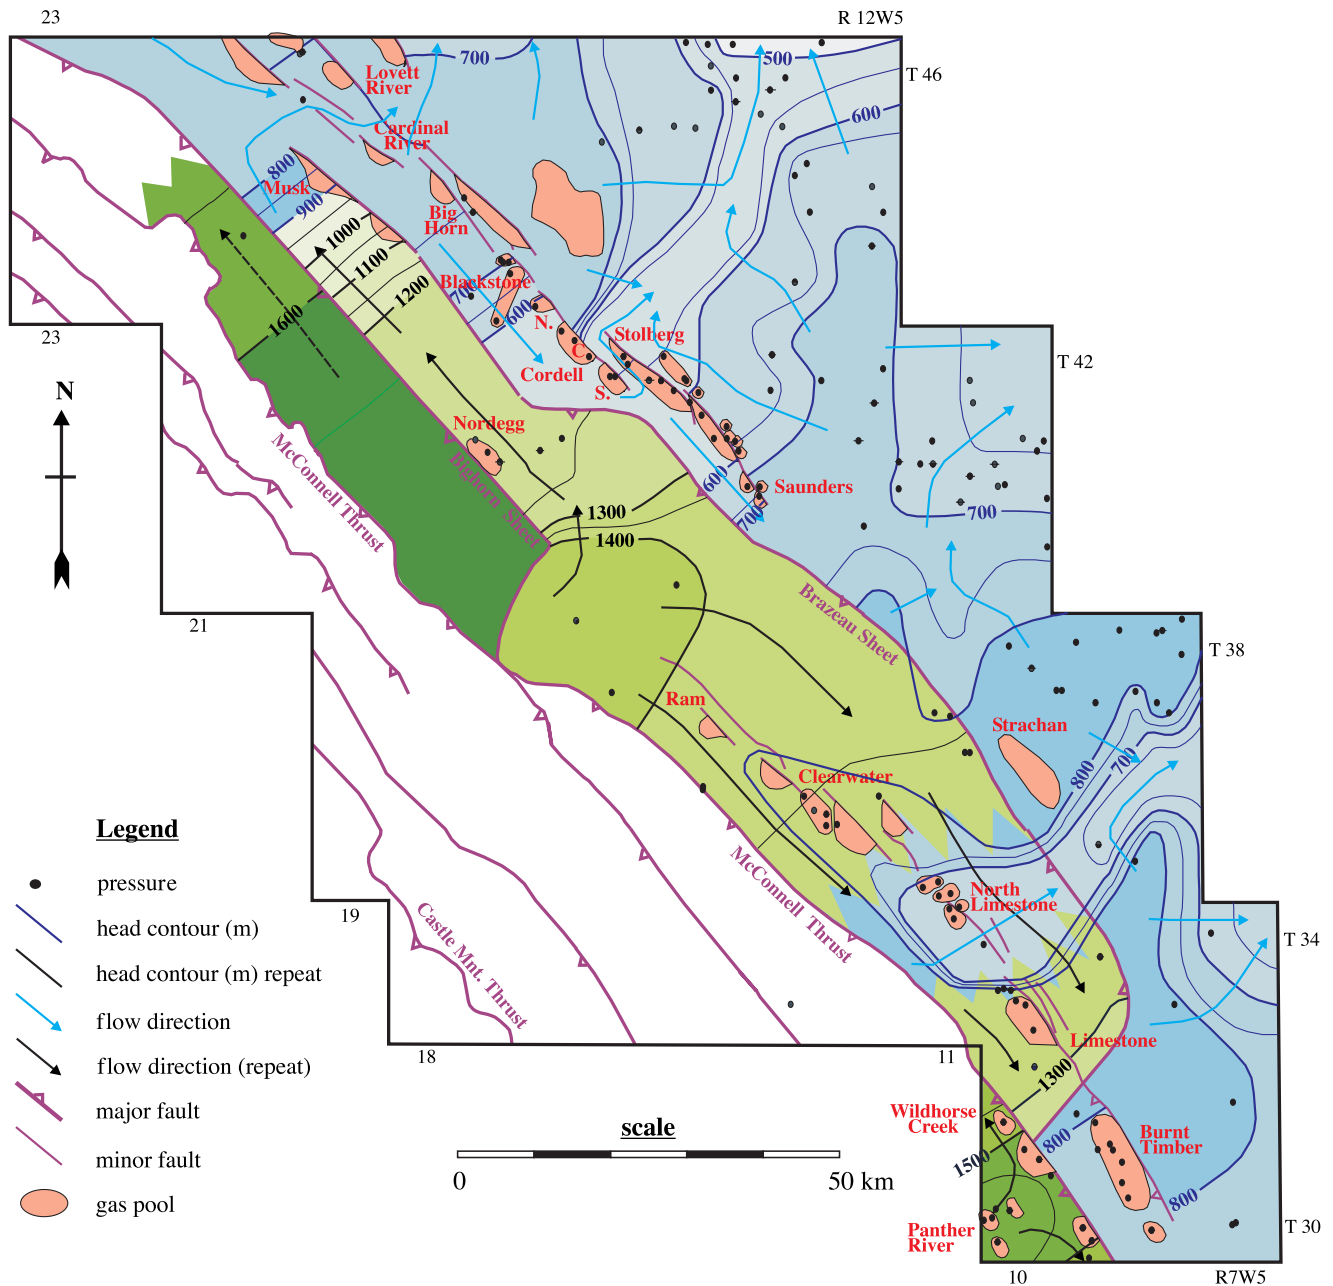 23
R 12W5
T 46
700
500
600
Lovett
River
Cardinal
River
800
Musk
900
Big
Horn
1000
1100
1200
Blackstone
700
600
1600
N.
C.
S.
Stolberg
Cordell
23
T 42
N
Nordegg
McConnell Thrust
Bighorn Sheet
600
Saunders
700
700
1300
1400
Brazeau Sheet
21
T 38
Ram
Strachan
Clearwater
800
700
McConnell Thrust
North
Limestone
19
Castle Mnt. Thrust
T 34
Legend
pressure
head contour (m)
head contour (m) repeat
flow direction
flow direction (repeat)
major fault
minor fault
gas pool
18
11
Limestone
1300
Wildhorse
Creek
800
1500
Burnt
Timber
800
scale
0
50 km
Panther
River
T 30
10
R7W5